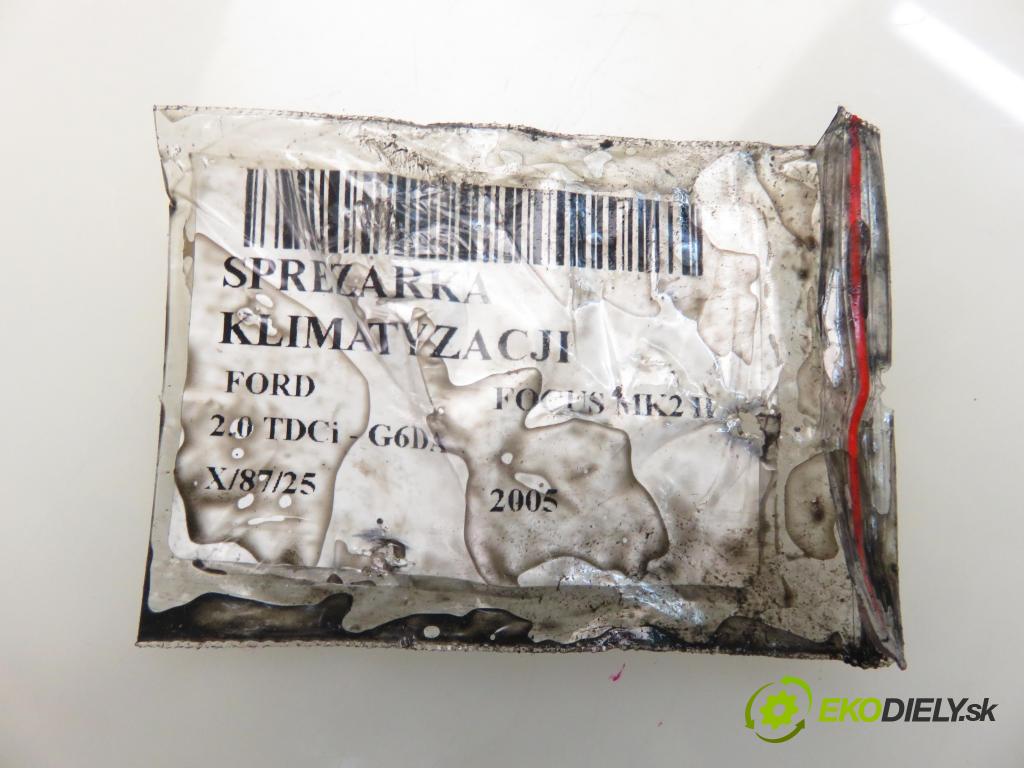 SPREZARKA
KLIMATYZACJI
FORD FOCUS MK2 II
2.0 TDCi - G6DA
X/87/25 2005
EKODIELY.sk